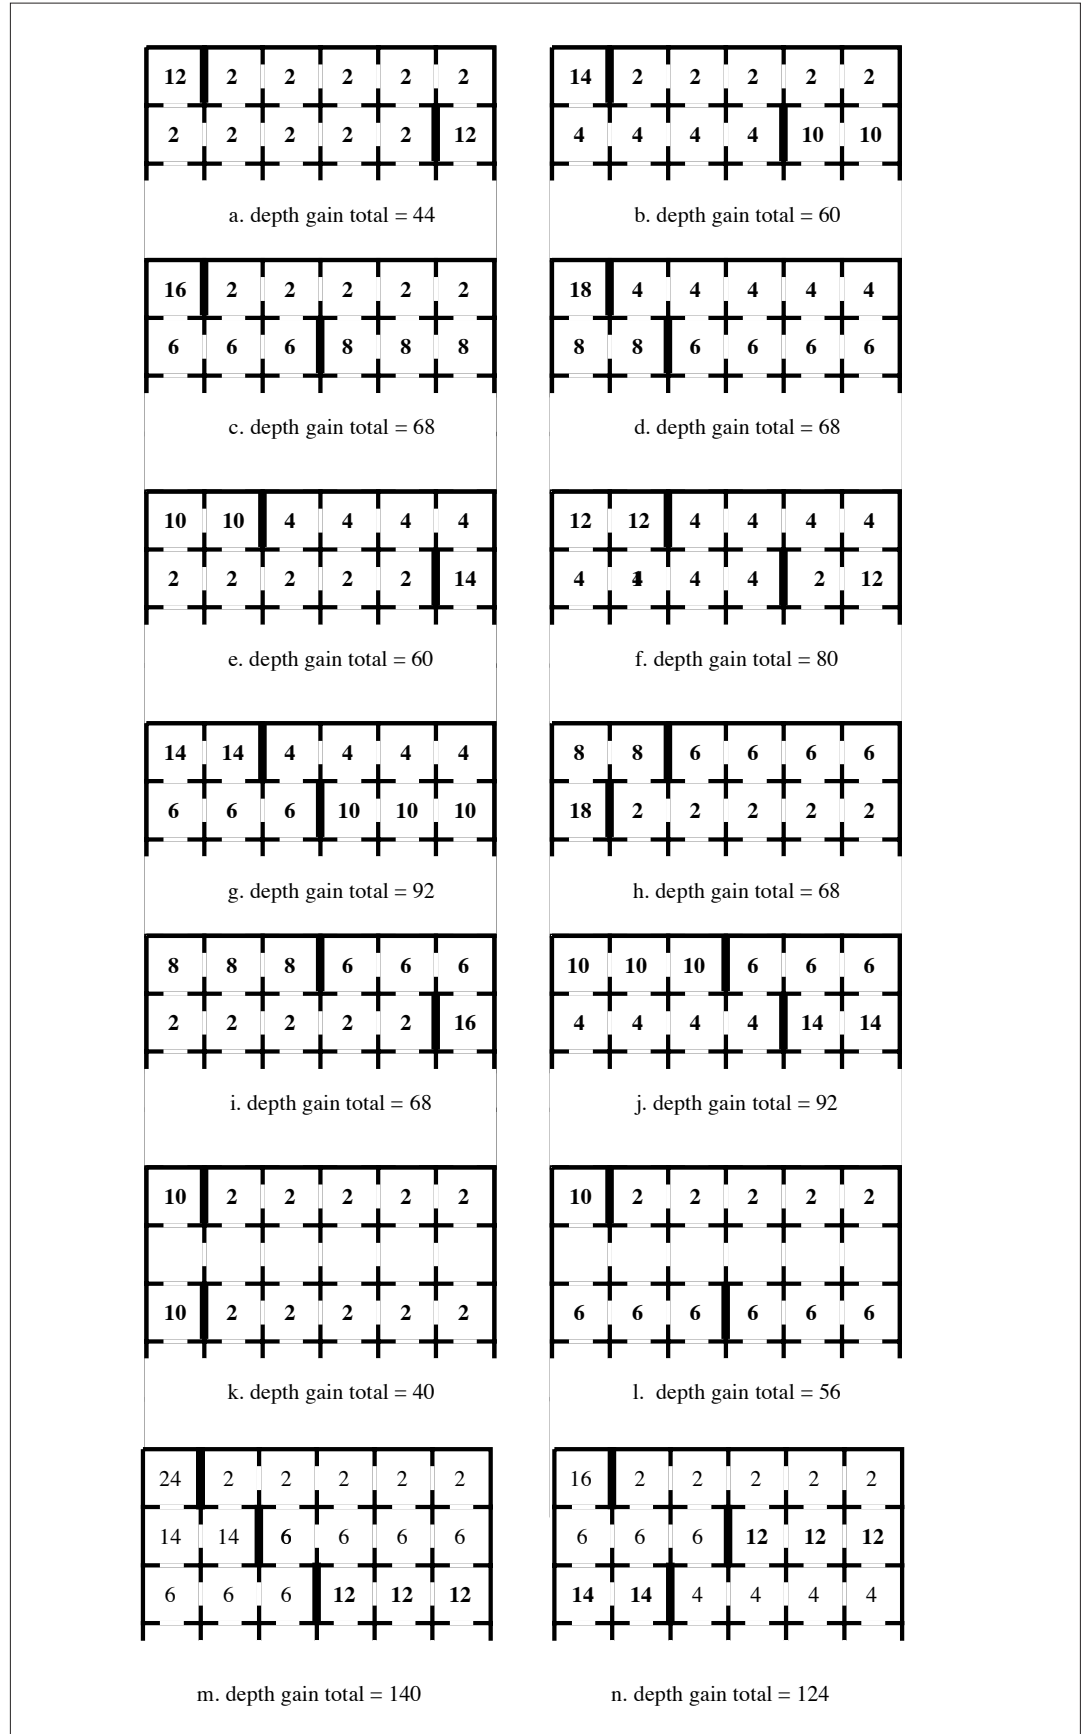 12 2 2 2 2 2 14 2 2 2 2 2
2 2 2 2 2 12 4 4 4 4 10 10
a. depth gain total = 44 b. depth gain total = 60
16 2 2 2 2 2 18 4 4 4 4 4
6 6 6 8 8 8 8 8 6 6 6 6
c. depth gain total = 68 d. depth gain total = 68
10 10 4 4 4 4 12 12 4 4 4 4
2 2 2 2 2 14 4 4 4 2 12
e. depth gain total = 60 f. depth gain total = 80
14 14 4 4 4 4 8 8 6 6 6 6
6 6 6 10 10 10 18 2 2 2 2 2
g. depth gain total = 92 h. depth gain total = 68
8 8 8 6 6 6 10 10 10 6 6 6
2 2 2 2 2 16 4 4 4 4 14 14
i. depth gain total = 68 j. depth gain total = 92
10 2 2 2 2 2 10 2 2 2 2 2
10 2 2 2 2 2 6 6 6 6 6 6
k. depth gain total = 40 l. depth gain total = 56
24 2 2 2 2 2 16 2 2 2 2 2
14 14 6 6 6 6 6 6 6 12 12 12
6 6 6 12 12 12 14 14 4 4 4 4
m. depth gain total = 140 n. depth gain total = 124